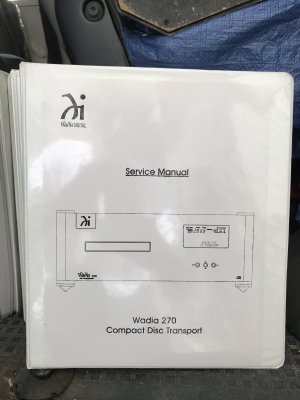 WADIA DIGITAL
Service Manual
Wadia 270
Compact Disc Transport